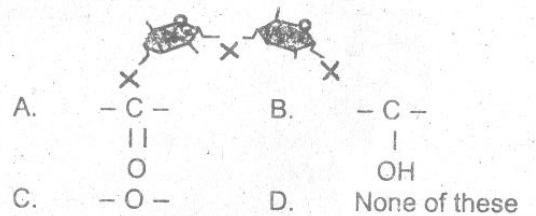 X
X
X
A. – C – B. – C –
|| |
O OH
C. – O – D. None of these